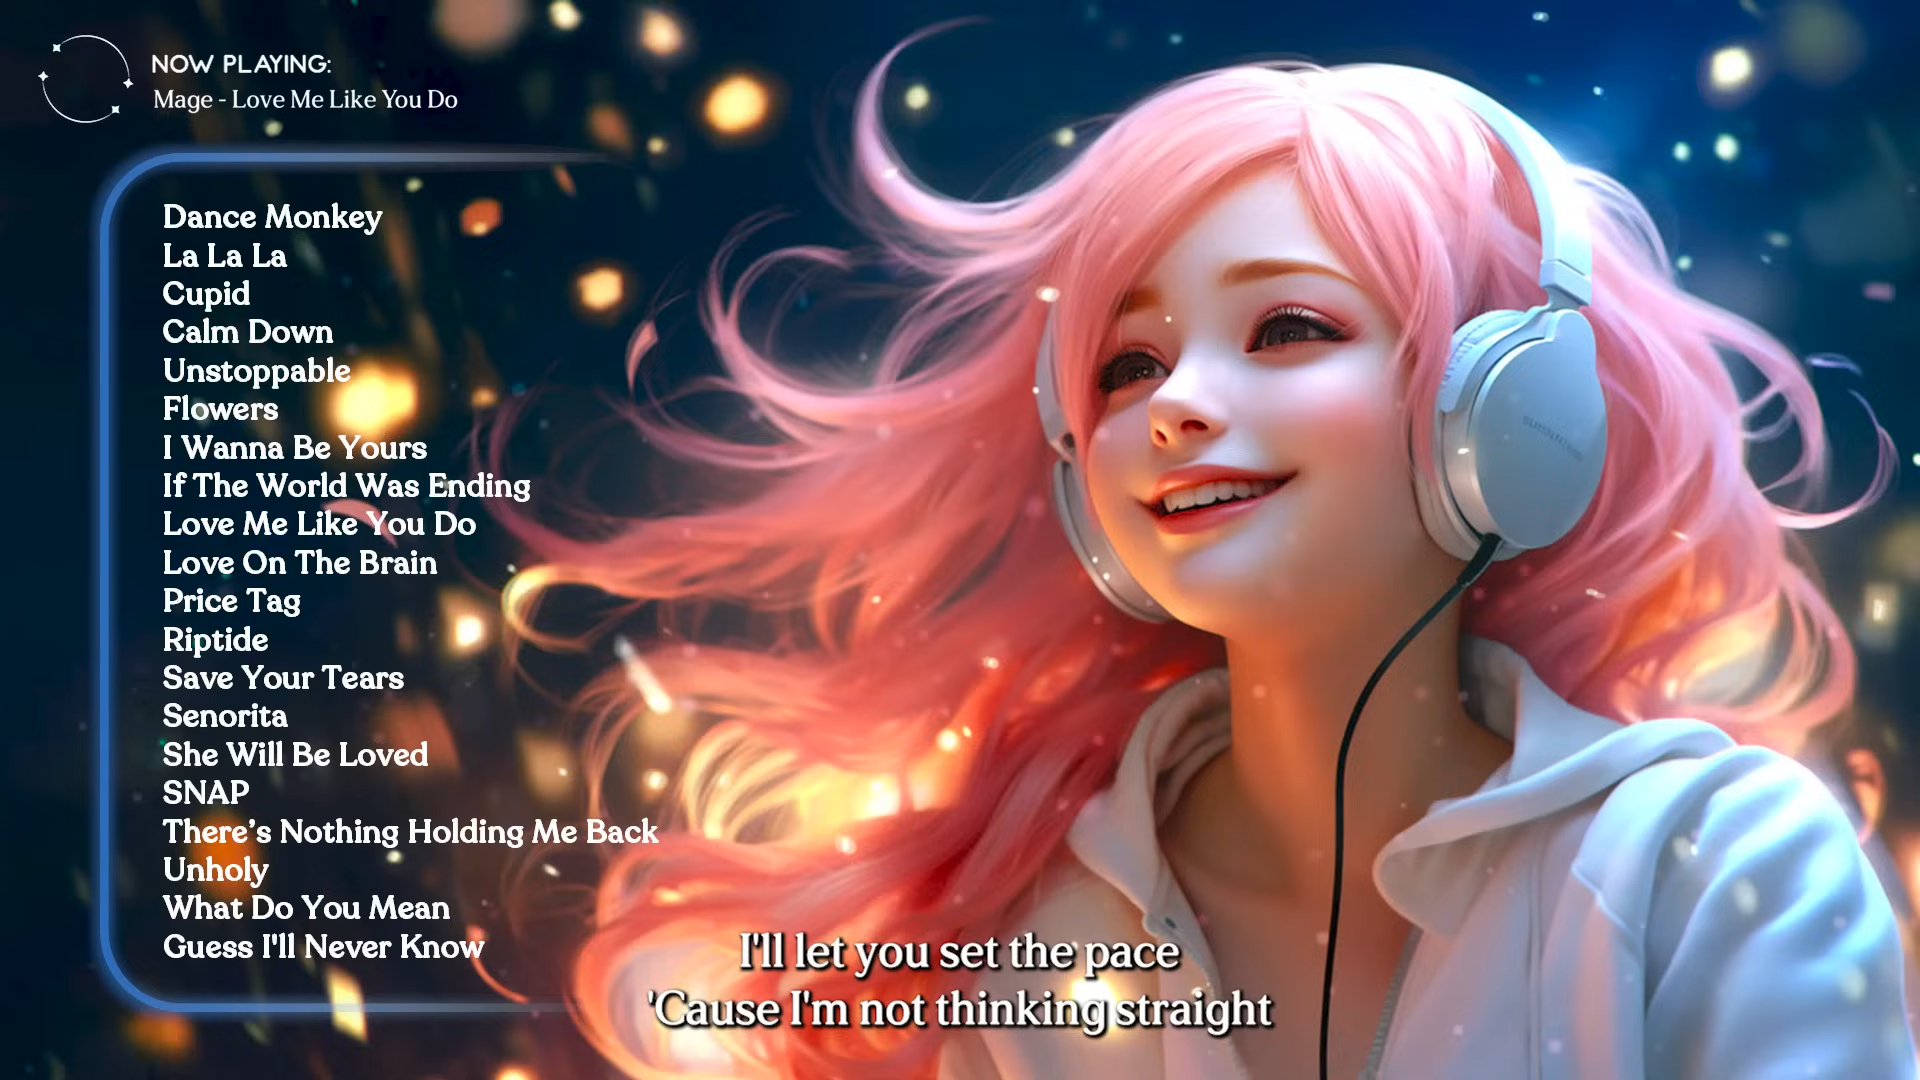 NOW PLAYING:
Mage - Love Me Like You Do
Dance Monkey
La La La
Cupid
Calm Down
Unstoppable
Flowers
I Wanna Be Yours
If The World Was Ending
Love Me Like You Do
Love On The Brain
Price Tag
Riptide
Save Your Tears
Senorita
She Will Be Loved
SNAP
There's Nothing Holding Me Back
Unholy
What Do You Mean
Guess I'll Never Know
I'll let you set the pace
'Cause I'm not thinking straight